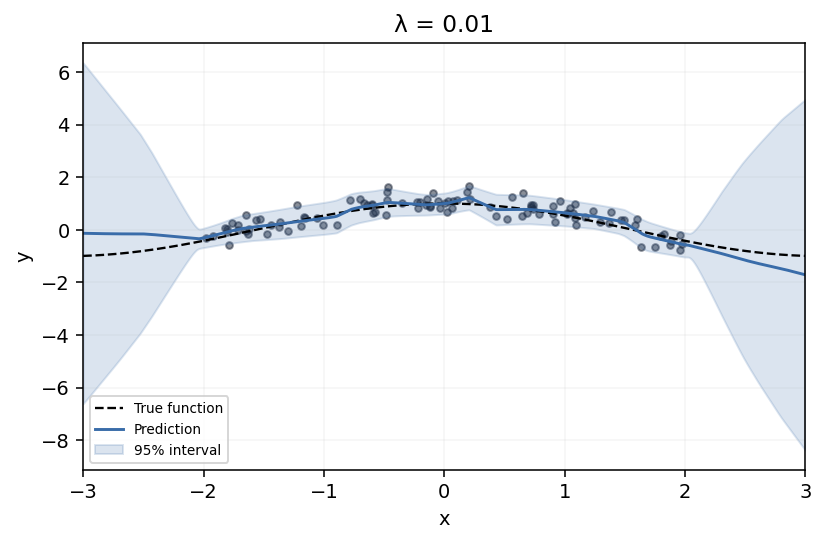 λ = 0.01
y
6
4
2
0
−2
−4
−6
−8
True function
Prediction
95% interval
−3 −2 −1 0 1 2 3
x